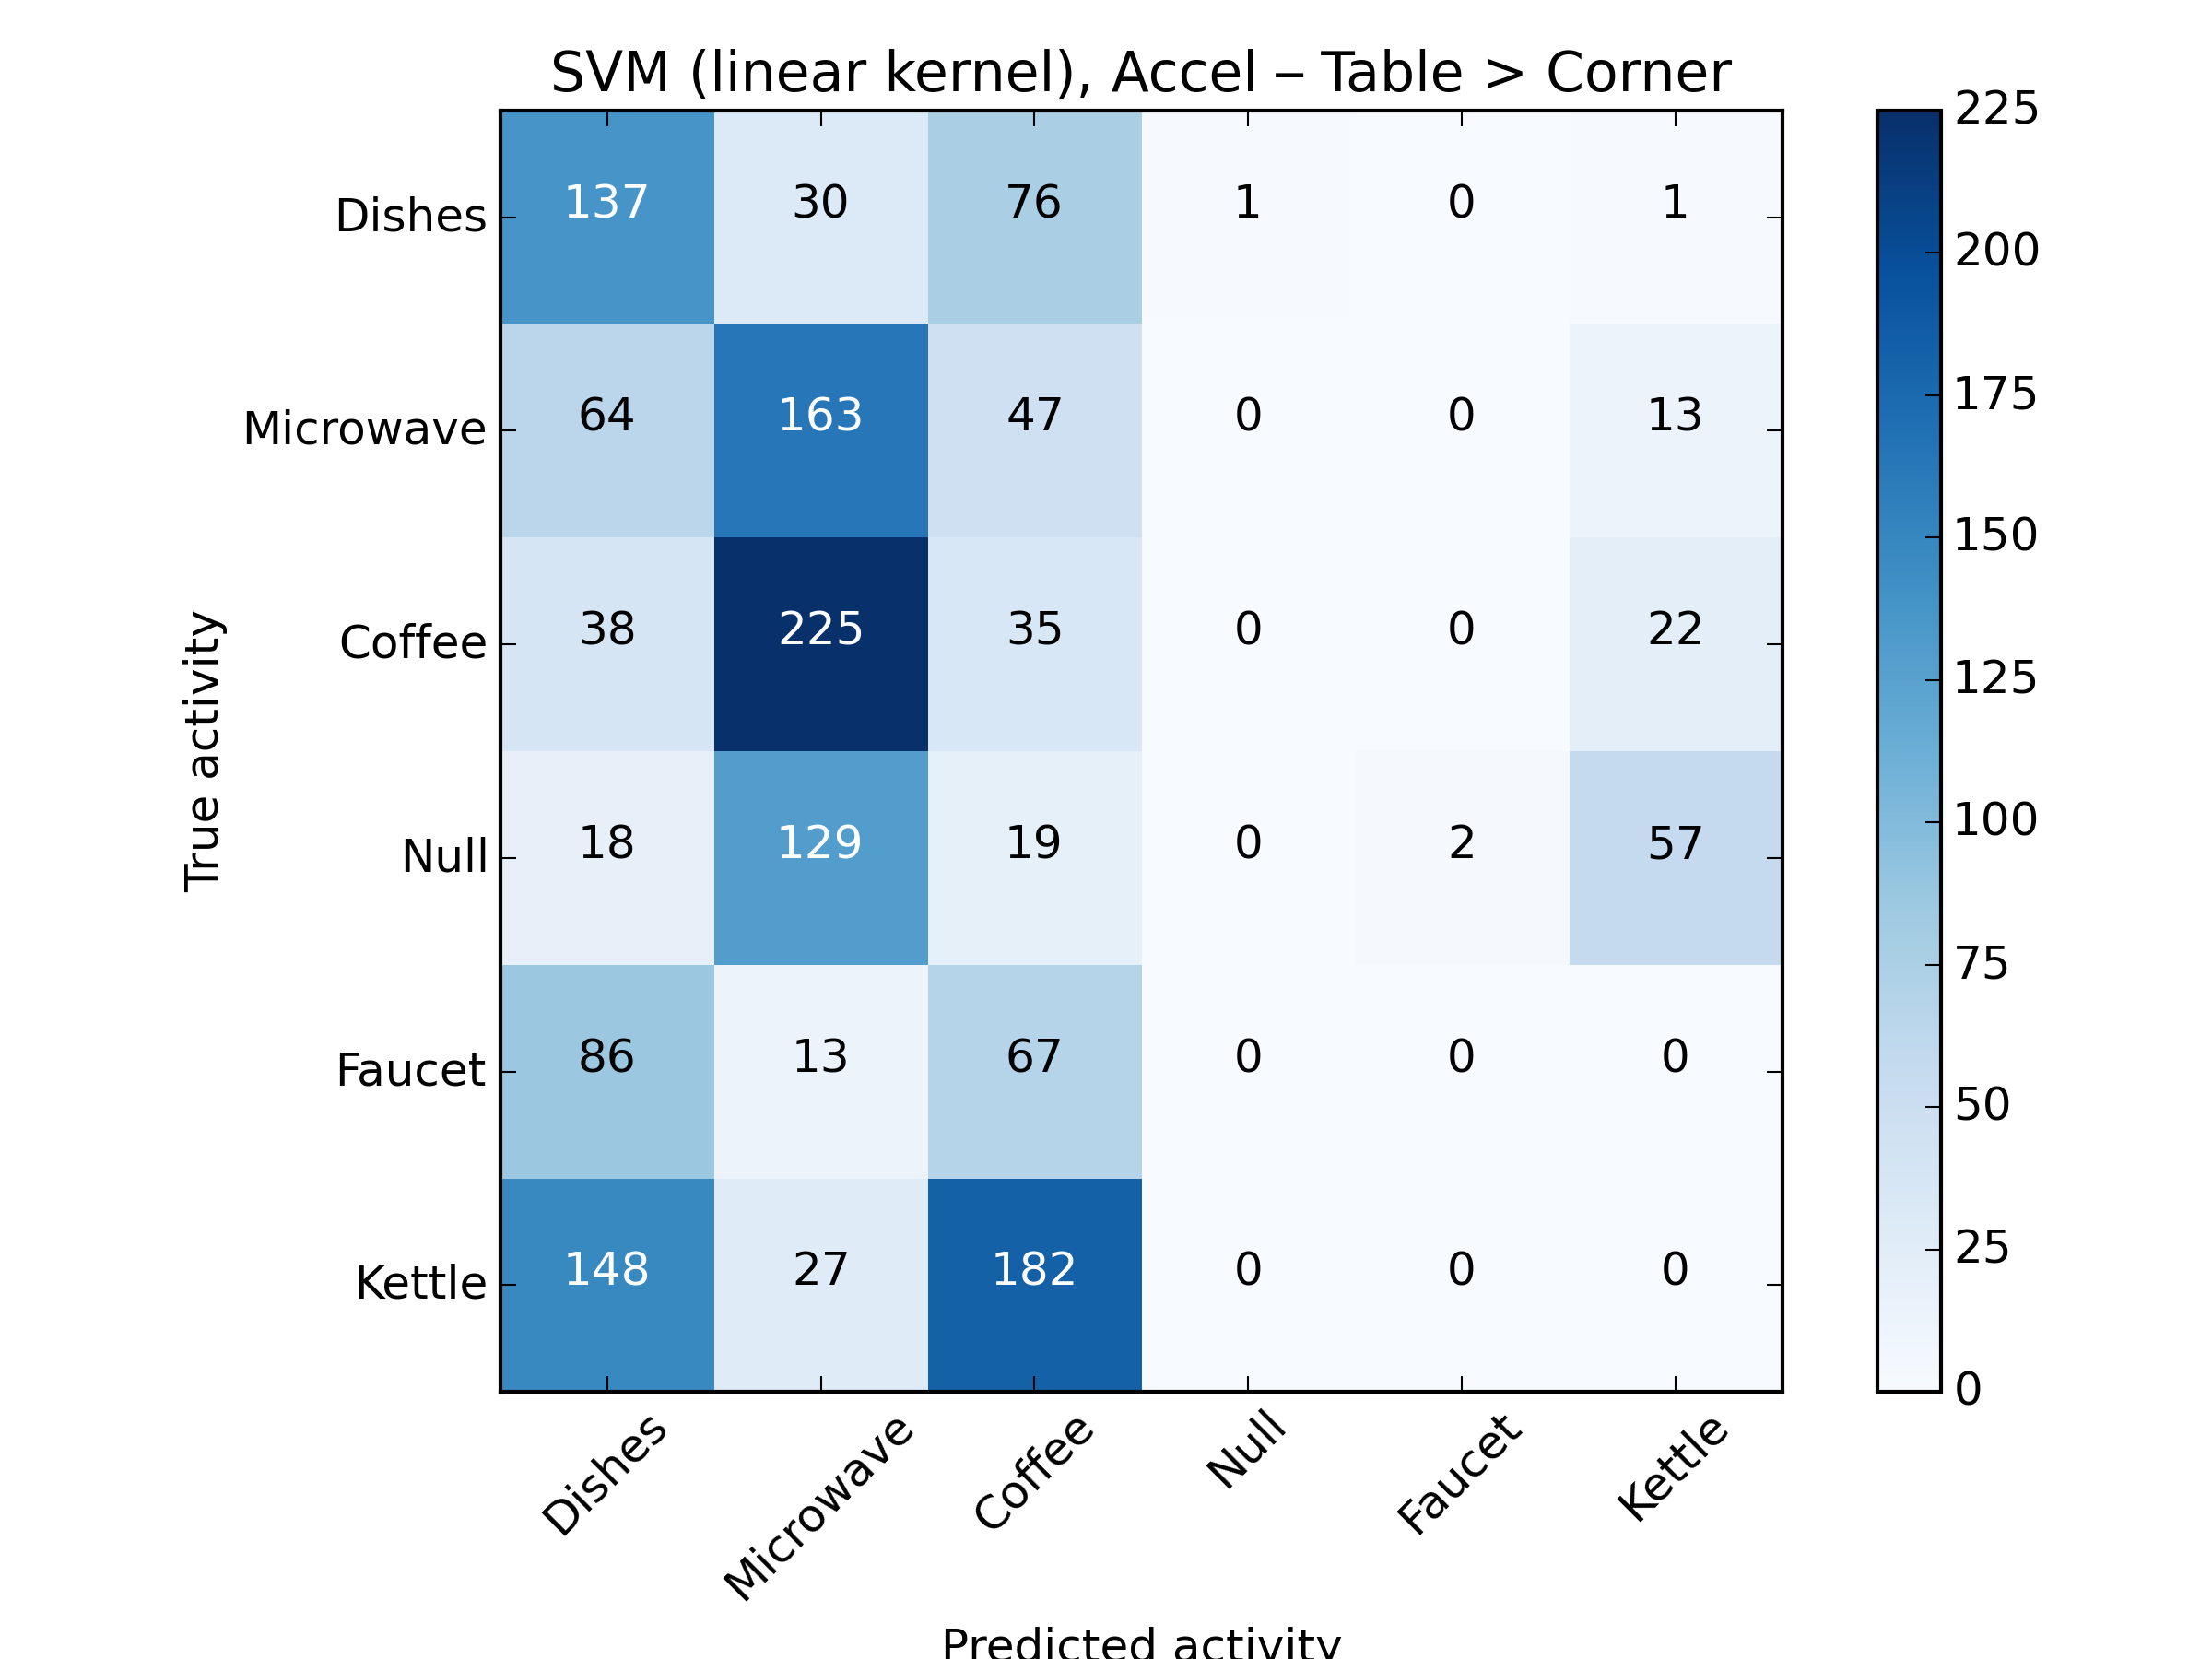 SVM (linear kernel), Accel – Table > Corner
Dishes 137 30 76 1 0 1
Microwave 64 163 47 0 0 13
Coffee 38 225 35 0 0 22
Null 18 129 19 0 2 57
Faucet 86 13 67 0 0 0
Kettle 148 27 182 0 0 0
True activity
Dishes Microwave Coffee Null Faucet Kettle
Predicted activity
225
200
175
150
125
100
75
50
25
0